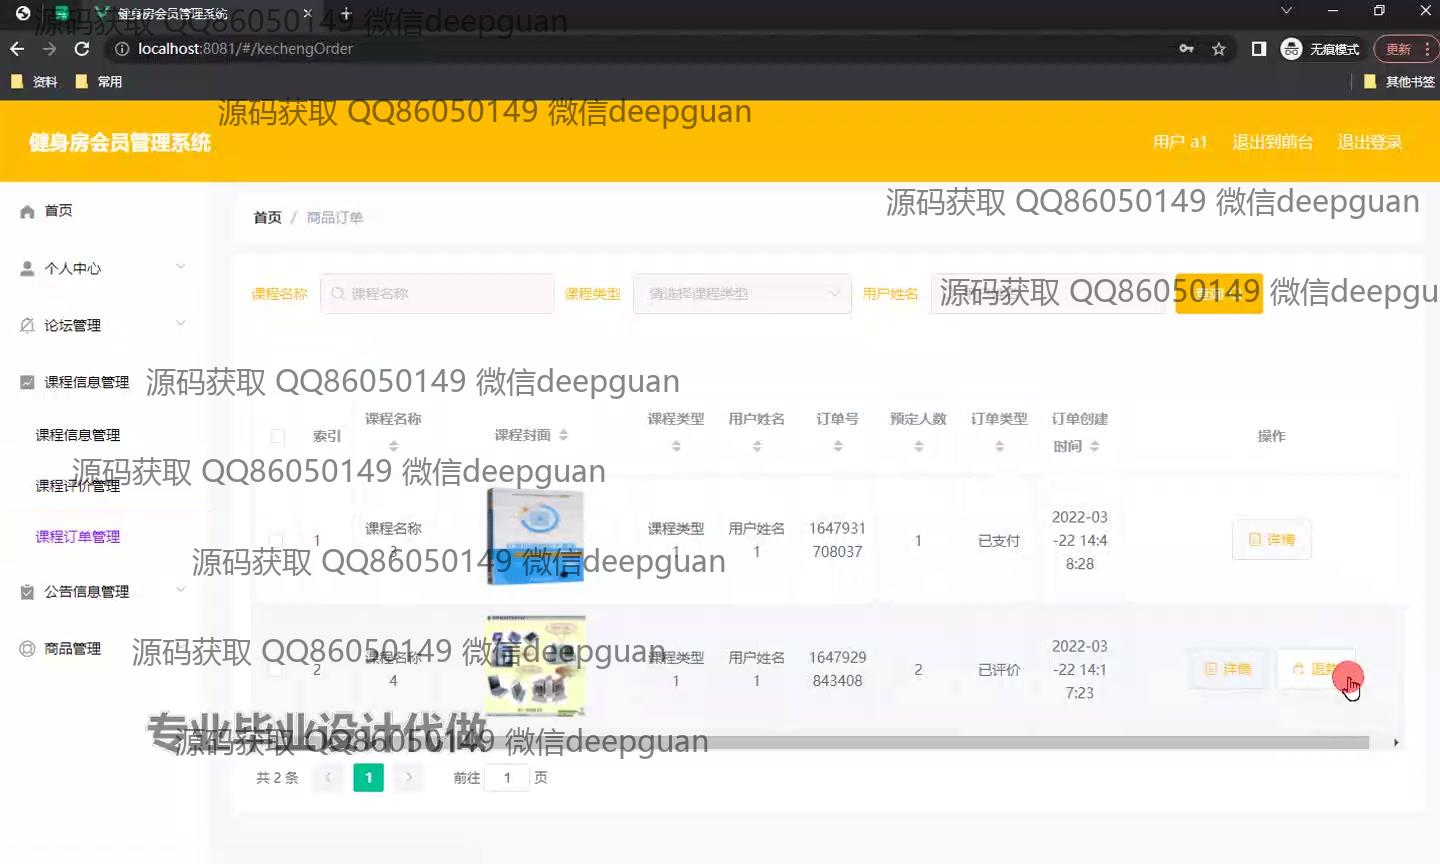 健身房会员管理系统
源码获取 QQ86050149 微信deepguan
localhost:8081/#/kechengOrder
无痕模式
更新
资料
常用
其他书签
源码获取 QQ86050149 微信deepguan
健身房会员管理系统
用户 a1
退出到前台
退出登录
源码获取 QQ86050149 微信deepguan
首页
个人中心
论坛管理
课程信息管理
课程信息管理
课程评价管理
课程订单管理
公告信息管理
商品管理
首页 / 商品订单
课程名称
课程名称
课程类型
请选择课程类型
用户姓名
查询
源码获取 QQ86050149 微信deepgu
源码获取 QQ86050149 微信deepguan
索引
课程名称
课程封面
课程类型
用户姓名
订单号
预定人数
订单类型
订单创建
时间
操作
源码获取 QQ86050149 微信deepguan
1
课程名称
3
课程类型
1
用户姓名
1
1647931
708037
1
已支付
2022-03
-22 14:4
8:28
详情
源码获取 QQ86050149 微信deepguan
2
课程名称
4
课程类型
1
用户姓名
1
1647929
843408
2
已评价
2022-03
-22 14:1
7:23
详情
退款
源码获取 QQ86050149 微信deepguan
专业毕业设计代做
源码获取 QQ86050149 微信deepguan
共 2 条
1
前往
1
页